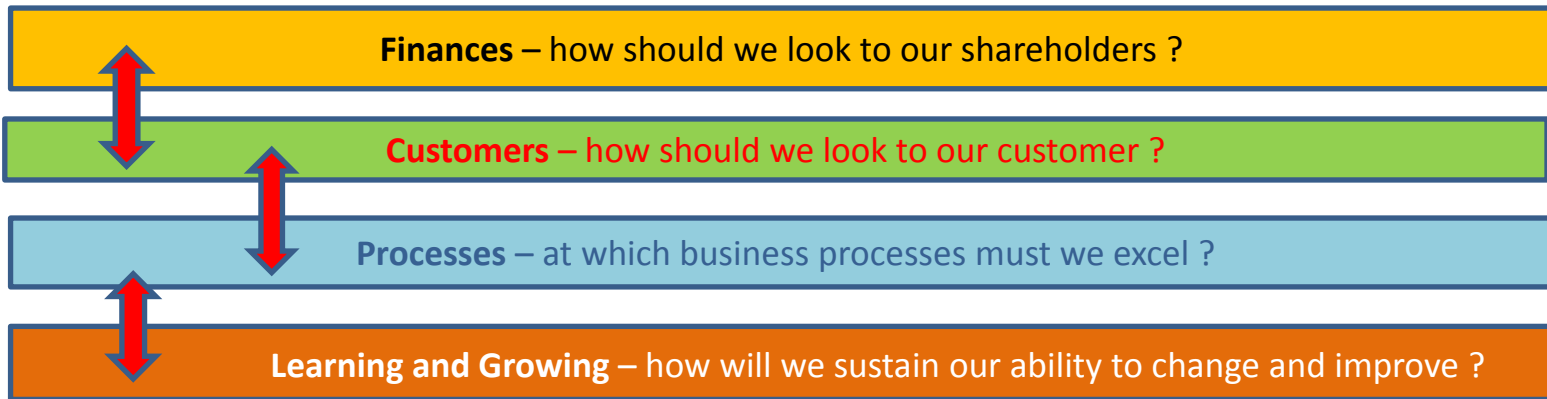 Finances – how should we look to our shareholders ?
Customers – how should we look to our customer ?
Processes – at which business processes must we excel ?
Learning and Growing – how will we sustain our ability to change and improve ?